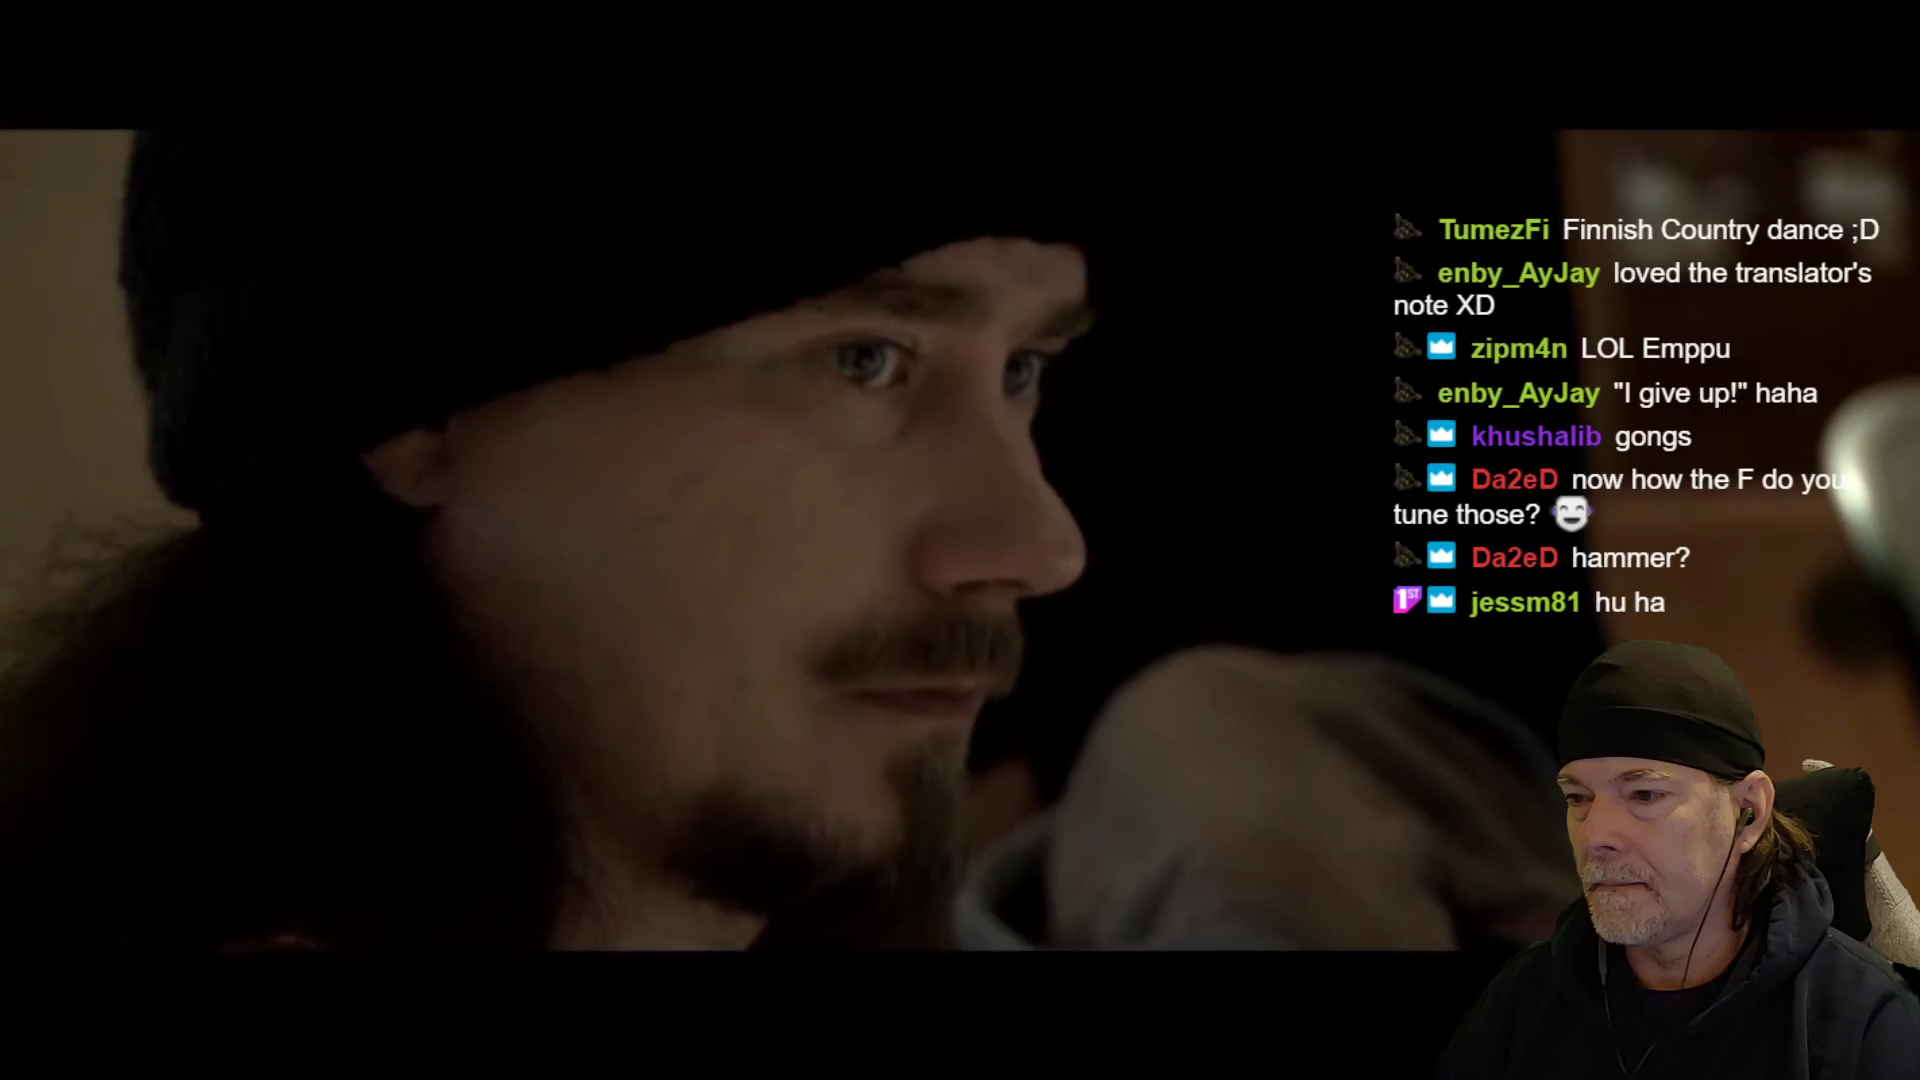 TumezFi Finnish Country dance ;D
enby_AyJay loved the translator's
note XD
zipm4n LOL Emppu
enby_AyJay "I give up!" haha
khushalib gongs
Da2eD now how the F do you
tune those?
Da2eD hammer?
1ST jessm81 hu ha